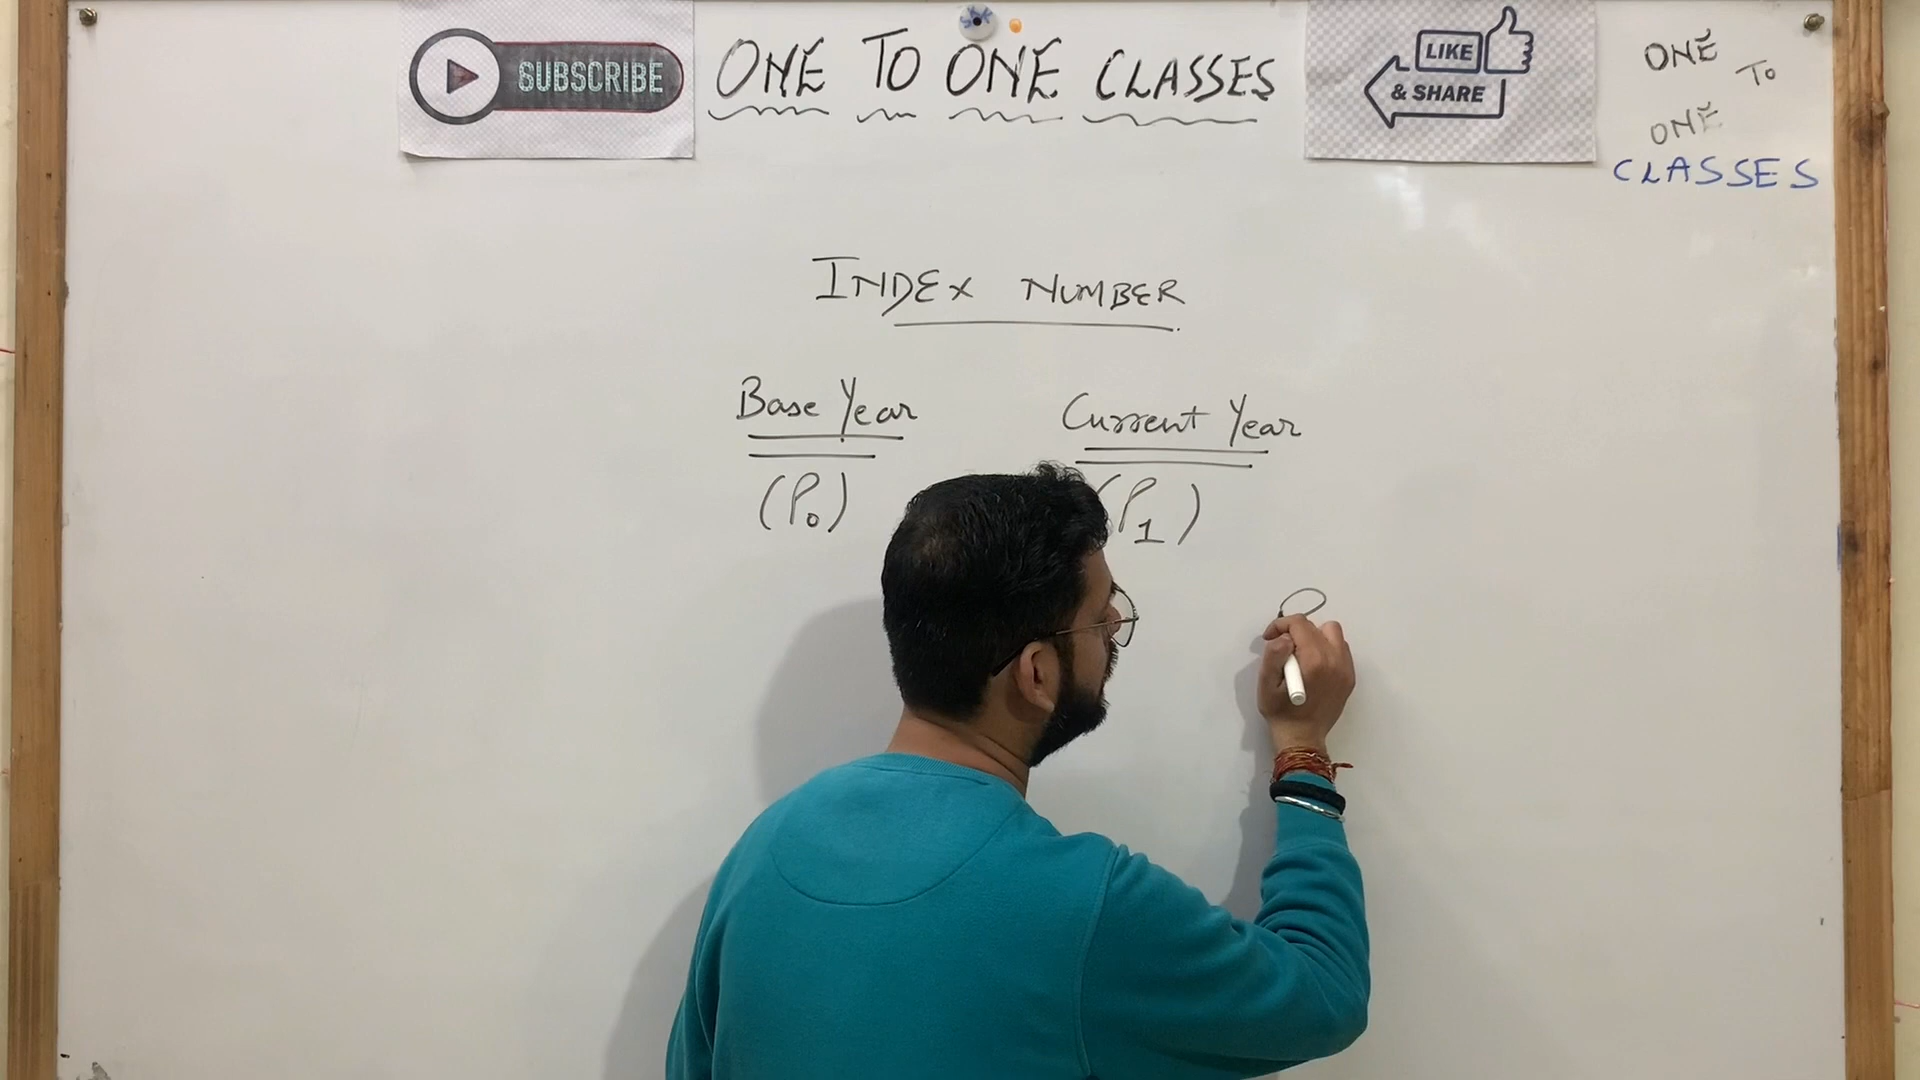 SUBSCRIBE
ONE TO ONE CLASSES
LIKE
& SHARE
ONE
TO
ONE
CLASSES
INDEX NUMBER
Base Year
Current Year
(P₀)
(P₁)